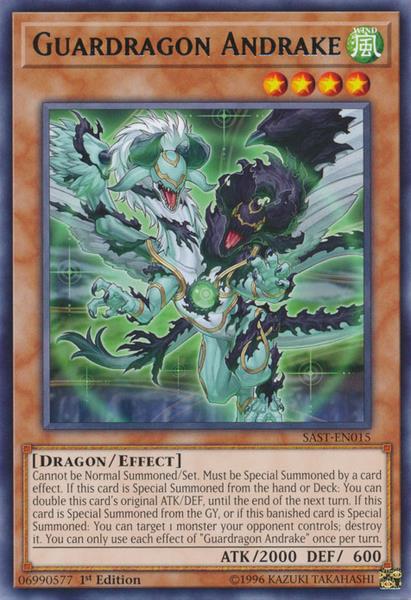 GUARDRAGON ANDRAKE
WIND
風
SAST-EN015
[DRAGON/EFFECT]
Cannot be Normal Summoned/Set. Must be Special Summoned by a card
effect. If this card is Special Summoned from the hand or Deck: You can
double this card's original ATK/DEF, until the end of the next turn. If this
card is Special Summoned from the GY, or if this banished card is Special
Summoned: You can target 1 monster your opponent controls; destroy
it. You can only use each effect of "Guardragon Andrake" once per turn.
ATK/2000 DEF/ 600
06990577 1st Edition ©1996 KAZUKI TAKAHASHI